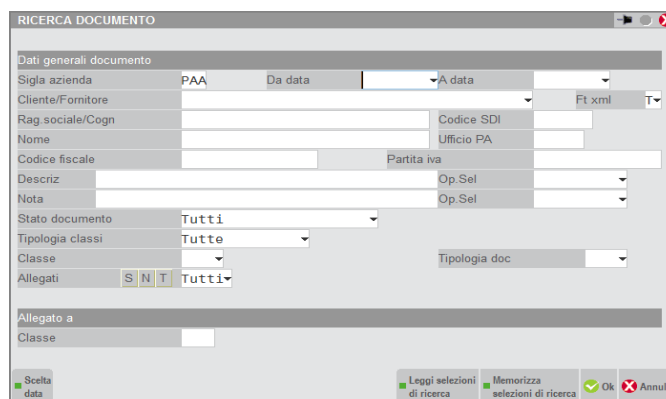 RICERCA DOCUMENTO
Dati generali documento
Sigla azienda PAA Da data A data
Cliente/Fornitore Ft xml T
Rag.sociale/Cogn Codice SDI
Nome Ufficio PA
Codice fiscale Partita iva
Descriz Op.Sel
Nota Op.Sel
Stato documento Tutti
Tipologia classi Tutte
Classe Tipologia doc
Allegati S N T Tutti
Allegato a
Classe
Scelta data Leggi selezioni di ricerca Memorizza selezioni di ricerca Ok Annul